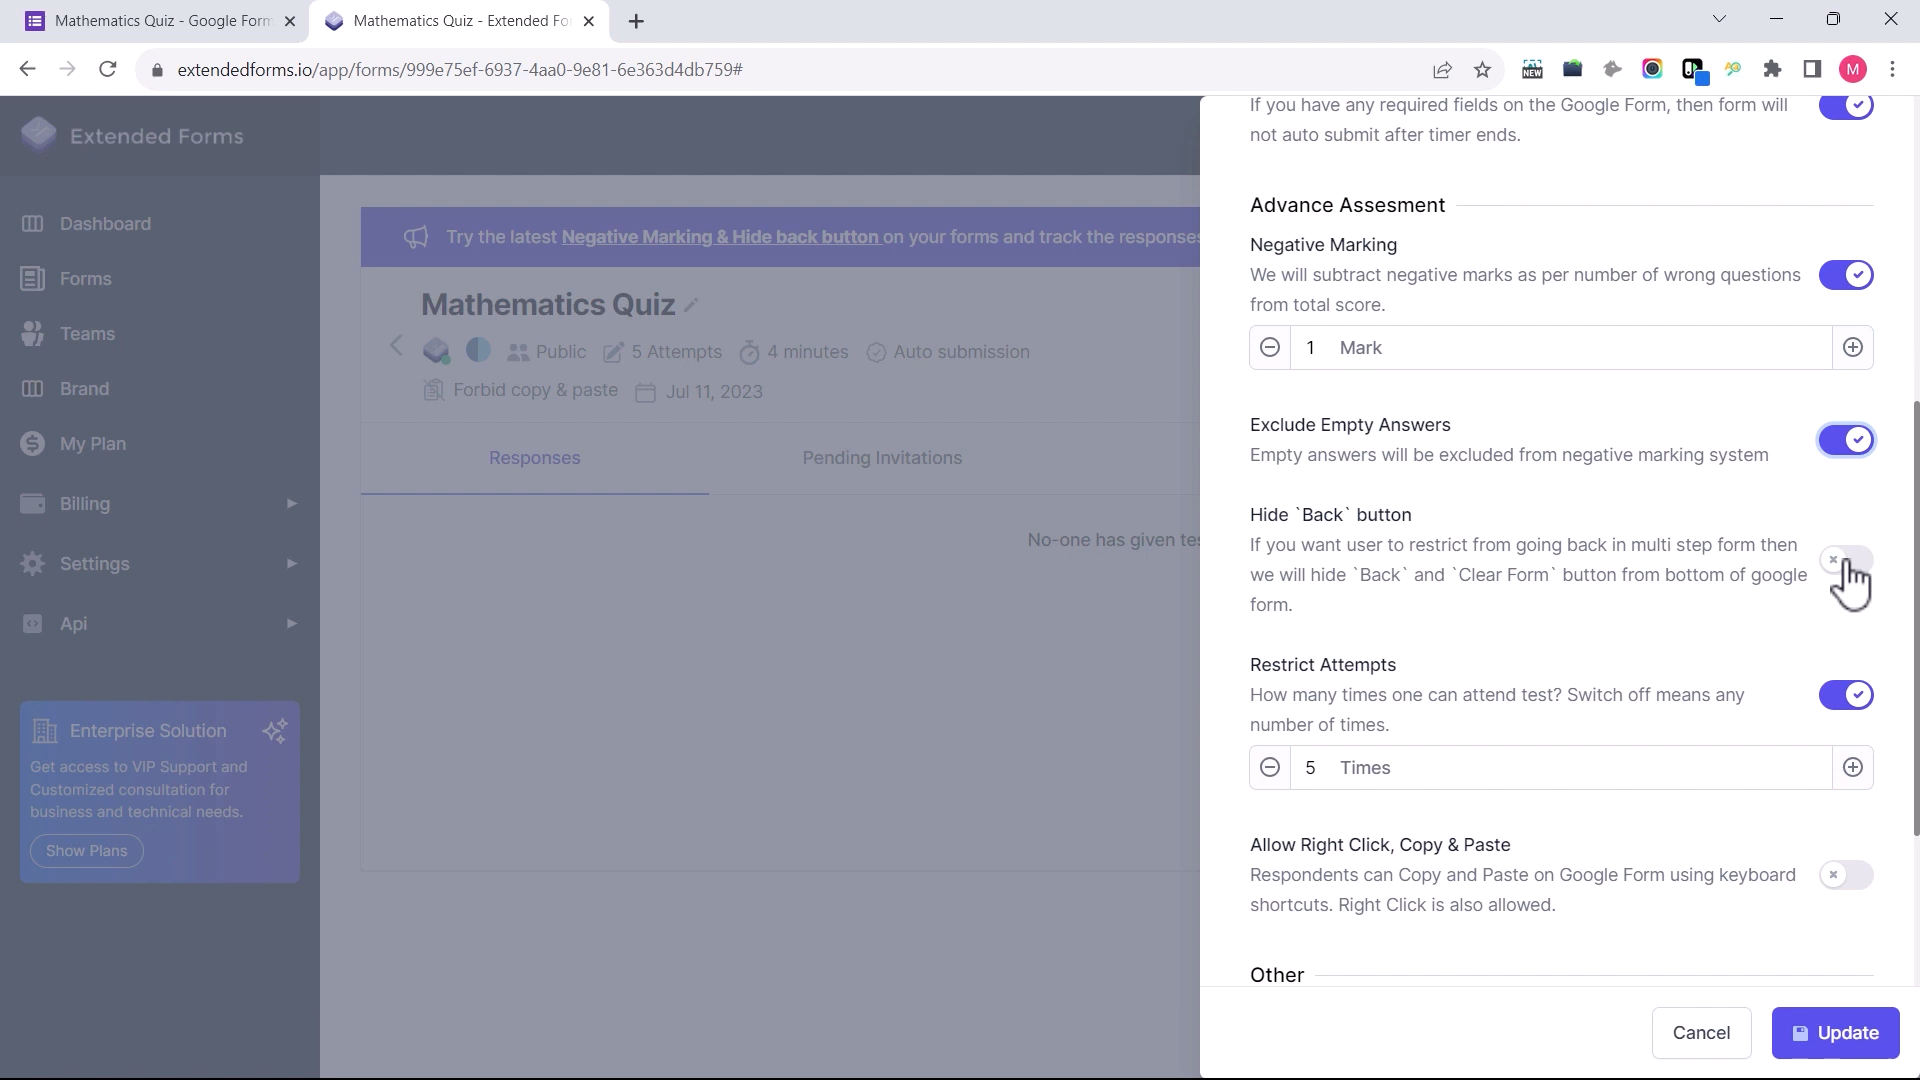 Mathematics Quiz - Google Form
Mathematics Quiz - Extended Fo
extendedforms.io/app/forms/999e75ef-6937-4aa0-9e81-6e363d4db759#
NEW
M
Extended Forms
Dashboard
Forms
Teams
Brand
My Plan
Billing
Settings
Api
Enterprise Solution
Get access to VIP Support and
Customized consultation for
business and technical needs.
Show Plans
Try the latest Negative Marking & Hide back button on your forms and track the responses
Mathematics Quiz
Public 5 Attempts 4 minutes Auto submission
Forbid copy & paste Jul 11, 2023
Responses Pending Invitations
No-one has given tes
If you have any required fields on the Google Form, then form will
not auto submit after timer ends.
Advance Assesment
Negative Marking
We will subtract negative marks as per number of wrong questions
from total score.
1 Mark
Exclude Empty Answers
Empty answers will be excluded from negative marking system
Hide `Back` button
If you want user to restrict from going back in multi step form then
we will hide `Back` and `Clear Form` button from bottom of google
form.
Restrict Attempts
How many times one can attend test? Switch off means any
number of times.
5 Times
Allow Right Click, Copy & Paste
Respondents can Copy and Paste on Google Form using keyboard
shortcuts. Right Click is also allowed.
Other
Cancel Update